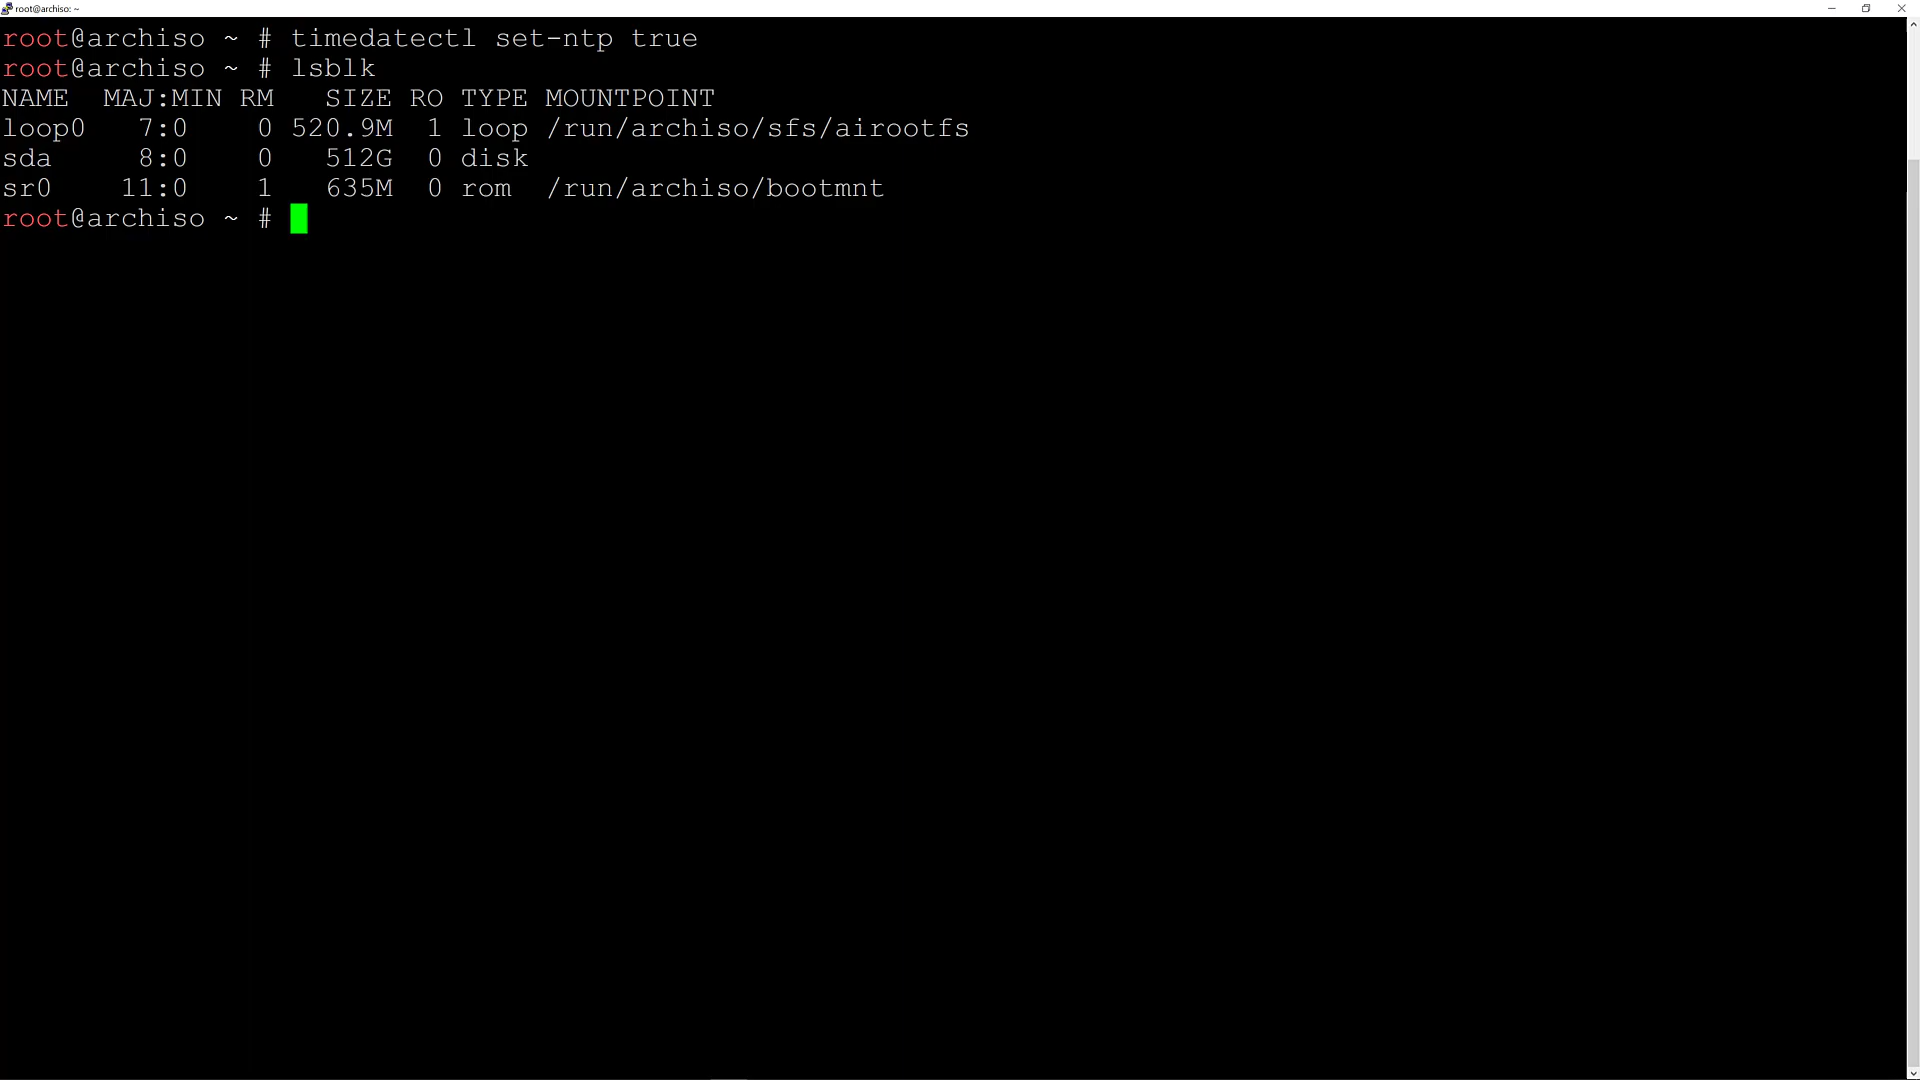 root@archiso: ~
root@archiso ~ # timedatectl set-ntp true
root@archiso ~ # lsblk
NAME  MAJ:MIN RM   SIZE RO TYPE MOUNTPOINT
loop0   7:0    0 520.9M  1 loop /run/archiso/sfs/airootfs
sda     8:0    0   512G  0 disk
sr0    11:0    1   635M  0 rom  /run/archiso/bootmnt
root@archiso ~ #